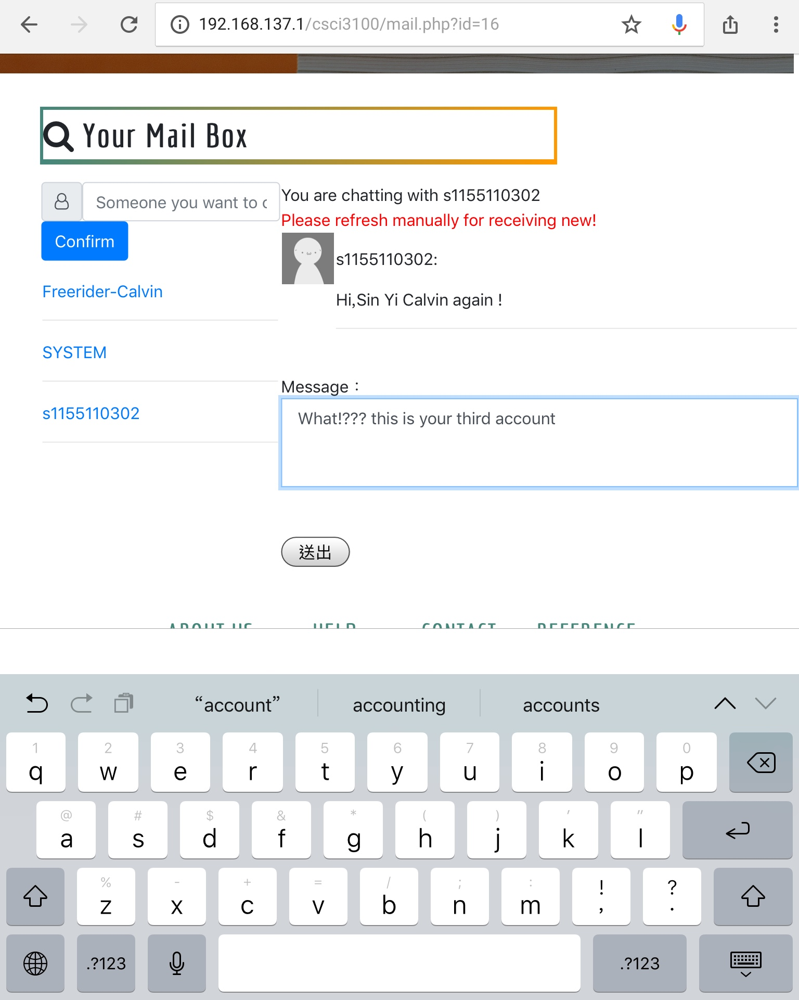 192.168.137.1/csci3100/mail.php?id=16
Your Mail Box
Someone you want to c
Confirm
Freerider-Calvin
SYSTEM
s1155110302
You are chatting with s1155110302
Please refresh manually for receiving new!
s1155110302:
Hi,Sin Yi Calvin again !
Message：
What!??? this is your third account
送出
ABOUT US HELP CONTACT REFERENCE
“account” accounting accounts
1 2 3 4 5 6 7 8 9 0
q w e r t y u i o p
@ # $ & * ( ) ' "
a s d f g h j k l
% - + = / ; : ! ?
z x c v b n m , .
.?123 .?123